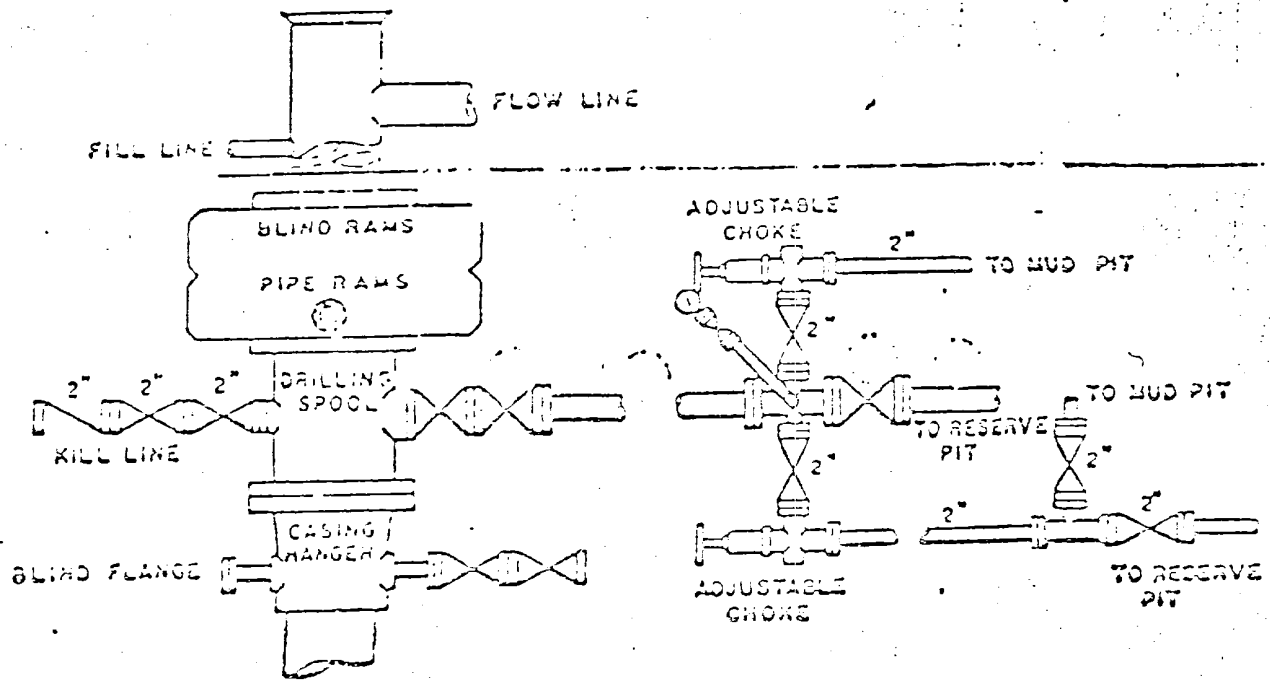 FLOW LINE
FILL LINE
BLIND RAMS
PIPE RAMS
ADJUSTABLE
CHOKE
2"
TO MUD PIT
2"
2" 2" 2"
DRILLING
SPOOL
KILL LINE
TO MUD PIT
TO RESERVE
PIT
2"
2"
CASING
HANGER
BLIND FLANGE
2"
2"
ADJUSTABLE
CHOKE
TO RESERVE
PIT